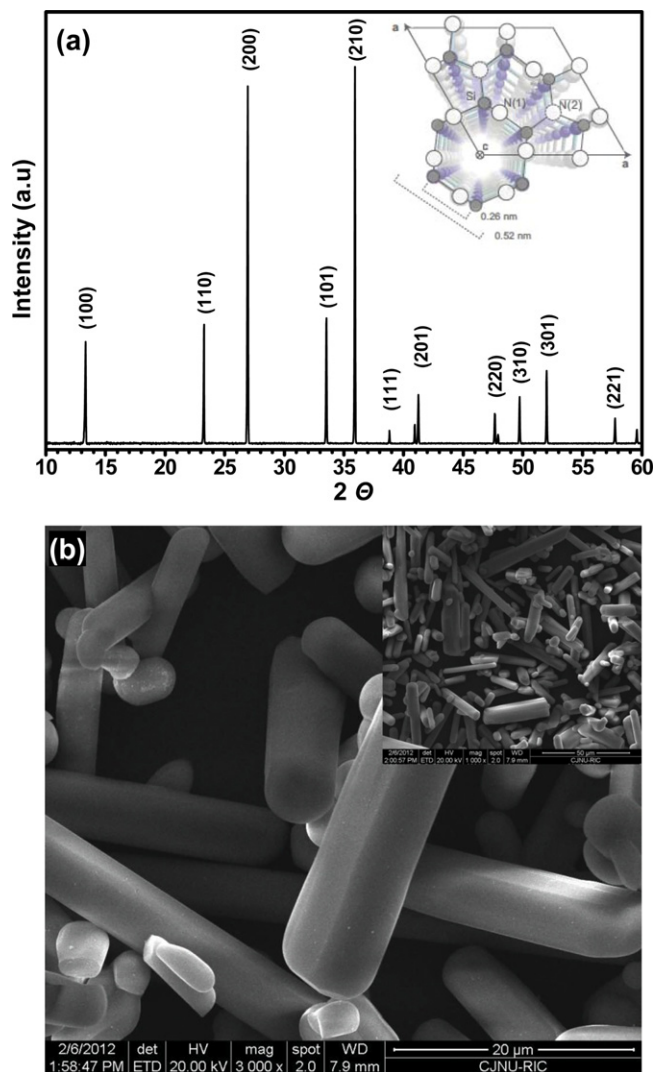 (a)
(100)
(110)
(200)
(101)
(210)
(111)
(201)
(220)
(310)
(301)
(221)
Intensity (a.u)
10 15 20 25 30 35 40 45 50 55 60
2 Θ
a
Si
N(1)
N(2)
c
a
0.26 nm
0.52 nm
(b)
2/6/2012 det HV mag spot WD 50 µm
2:00:57 PM ETD 20.00 kV 1 000 x 2.0 7.9 mm CJNU-RIC
2/6/2012 det HV mag spot WD 20 µm
1:58:47 PM ETD 20.00 kV 3 000 x 2.0 7.9 mm CJNU-RIC